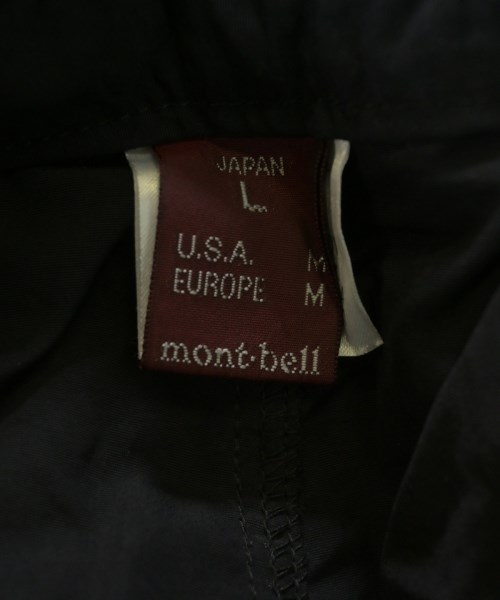 JAPAN
L
U.S.A. M
EUROPE M
mont-bell